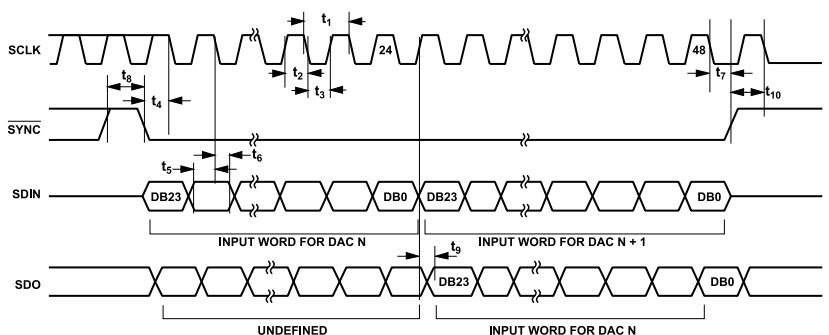 t1
SCLK
24
48
t2
t3
t7
t8
t4
t10
SYNC
t5
t6
SDIN
DB23
DB0
DB23
DB0
INPUT WORD FOR DAC N
INPUT WORD FOR DAC N + 1
t9
SDO
DB23
DB0
UNDEFINED
INPUT WORD FOR DAC N